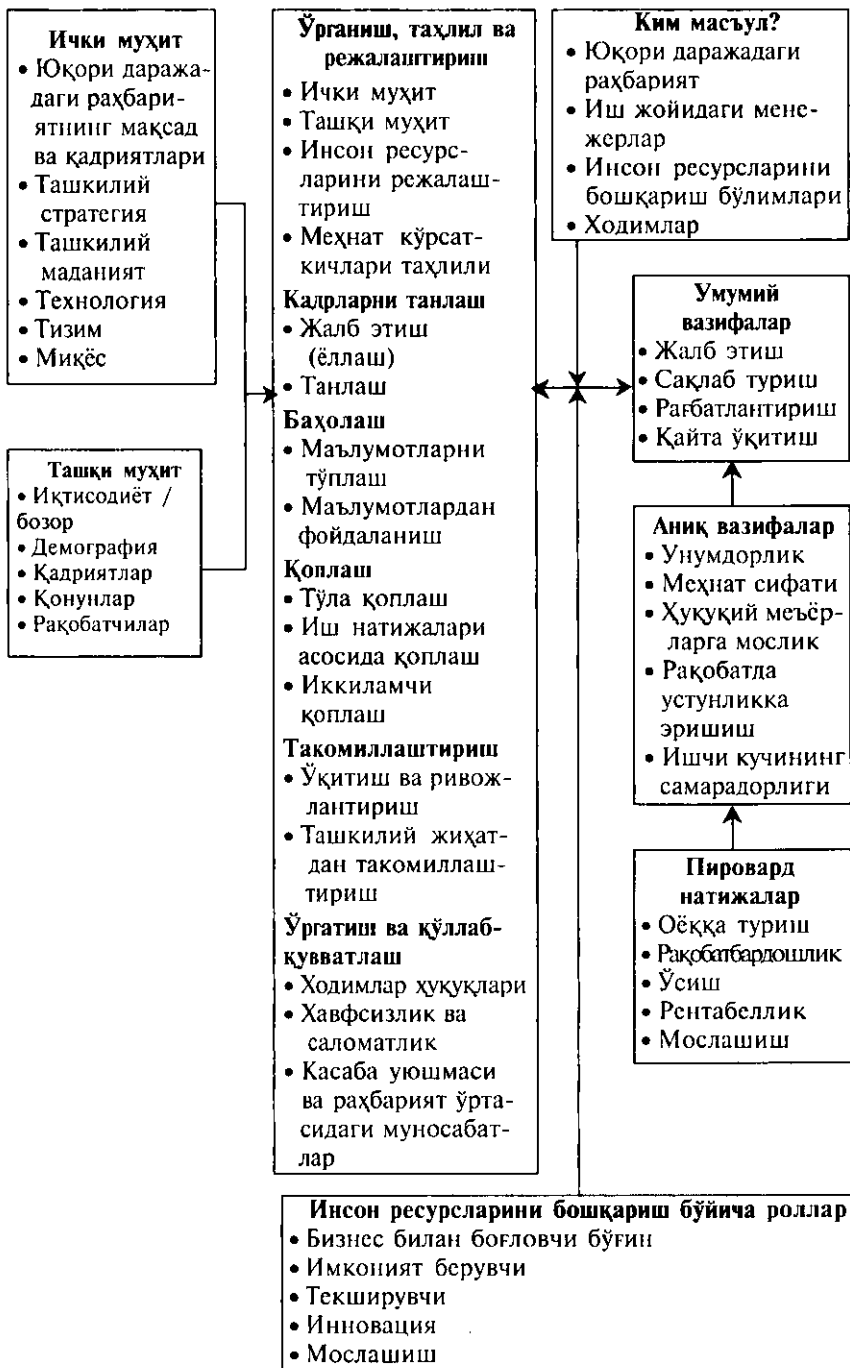 Ички муҳит
• Юқори даража-
даги раҳбари-
ятнинг мақсад
ва қадриятлари
• Ташкилий
стратегия
• Ташкилий
маданият
• Технология
• Тизим
• Миқёс
Ташқи муҳит
• Иқтисодиёт /
бозор
• Демография
• Қадриятлар
• Қонунлар
• Рақобатчилар
Ўрганиш, таҳлил ва
режалаштириш
• Ички муҳит
• Ташқи муҳит
• Инсон ресурс-
ларини режалаш-
тириш
• Меҳнат кўрсат-
кичлари таҳлили
Кадрларни танлаш
• Жалб этиш
(ёллаш)
• Танлаш
Баҳолаш
• Маълумотларни
тўплаш
• Маълумотлардан
фойдаланиш
Қоплаш
• Тўла қоплаш
• Иш натижалари
асосида қоплаш
• Иккиламчи
қоплаш
Такомиллаштириш
• Ўқитиш ва ривож-
лантириш
• Ташкилий жиҳат-
дан такомиллаш-
тириш
Ўргатиш ва қўллаб-
қувватлаш
• Ходимлар ҳуқуқлари
• Хавфсизлик ва
саломатлик
• Касаба уюшмаси
ва раҳбарият ўрта-
сидаги муносабат-
лар
Ким масъул?
• Юқори даражадаги
раҳбарият
• Иш жойидаги мене-
жерлар
• Инсон ресурсларини
бошқариш бўлимлари
• Ходимлар
Умумий
вазифалар
• Жалб этиш
• Сақлаб туриш
• Рағбатлантириш
• Қайта ўқитиш
Аниқ вазифалар
• Унумдорлик
• Меҳнат сифати
• Ҳуқуқий меъёр-
ларга мослик
• Рақобатда
устунликка
эришиш
• Ишчи кучининг
самарадорлиги
Пировард
натижалар
• Оёққа туриш
• Рақобатбардошлик
• Ўсиш
• Рентабеллик
• Мослашиш
Инсон ресурсларини бошқариш бўйича роллар
• Бизнес билан боғловчи бўғин
• Имконият берувчи
• Текширувчи
• Инновация
• Мослашиш